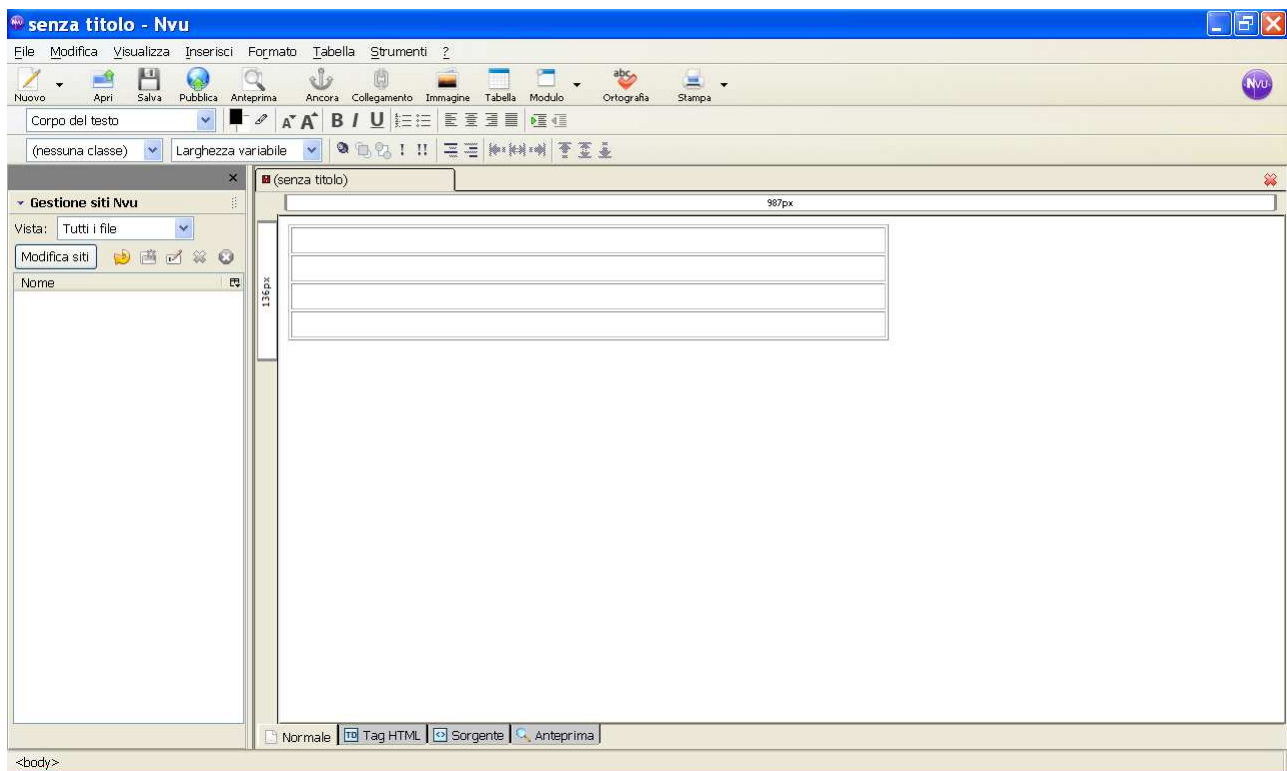 senza titolo - Nvu
File Modifica Visualizza Inserisci Formato Tabella Strumenti ?
Nuovo Apri Salva Pubblica Anteprima Ancora Collegamento Immagine Tabella Modulo Ortografia Stampa
Nvu
Corpo del testo
(nessuna classe) Larghezza variabile
(senza titolo)
Gestione siti Nvu
987px
Vista: Tutti i file
Modifica siti
Nome
136px
Normale Tag HTML Sorgente Anteprima
<body>